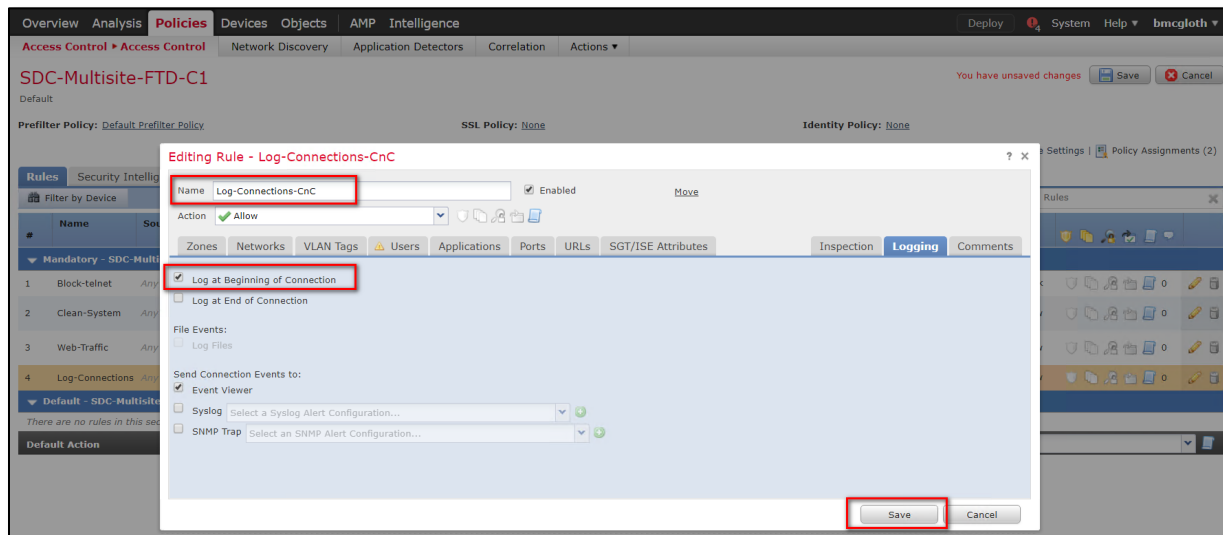 Overview Analysis Policies Devices Objects AMP Intelligence Deploy 4 System Help ▾ bmcgloth ▾
Access Control ▸ Access Control Network Discovery Application Detectors Correlation Actions ▾
SDC-Multisite-FTD-C1
You have unsaved changes Save Cancel
Default
Prefilter Policy: Default Prefilter Policy SSL Policy: None Identity Policy: None
Settings | Policy Assignments (2)
Editing Rule - Log-Connections-CnC ? ×
Rules Security Intellig
Name Log-Connections-CnC Enabled Move
Filter by Device Rules
Action Allow
# Name Sou
Zones Networks VLAN Tags Users Applications Ports URLs SGT/ISE Attributes Inspection Logging Comments
Mandatory - SDC-Multi
Log at Beginning of Connection
1 Block-telnet Any 0
Log at End of Connection
2 Clean-System Any 0
File Events:
Log Files
3 Web-Traffic Any 0
Send Connection Events to:
4 Log-Connections Any 0
Event Viewer
Default - SDC-Multisite
Syslog Select a Syslog Alert Configuration...
There are no rules in this sec
SNMP Trap Select an SNMP Alert Configuration...
Default Action
Save Cancel